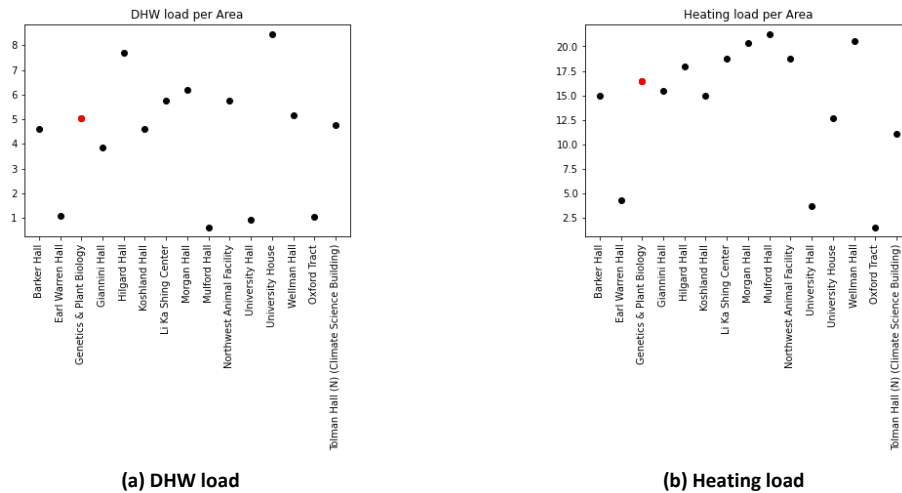 DHW load per Area
8
7
6
5
4
3
2
1
Barker Hall
Earl Warren Hall
Genetics & Plant Biology
Giannini Hall
Hilgard Hall
Koshland Hall
Li Ka Shing Center
Morgan Hall
Mulford Hall
Northwest Animal Facility
University Hall
University House
Wellman Hall
Oxford Tract
Tolman Hall (N) (Climate Science Building)
(a) DHW load
Heating load per Area
20.0
17.5
15.0
12.5
10.0
7.5
5.0
2.5
Barker Hall
Earl Warren Hall
Genetics & Plant Biology
Giannini Hall
Hilgard Hall
Koshland Hall
Li Ka Shing Center
Morgan Hall
Mulford Hall
Northwest Animal Facility
University Hall
University House
Wellman Hall
Oxford Tract
Tolman Hall (N) (Climate Science Building)
(b) Heating load